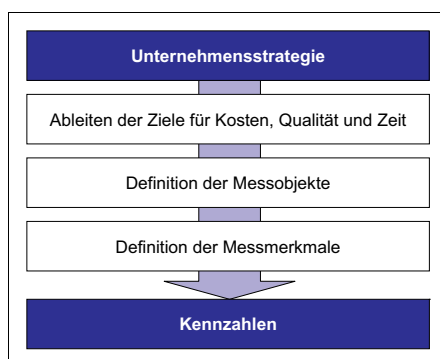 Unternehmensstrategie
Ableiten der Ziele für Kosten, Qualität und Zeit
Definition der Messobjekte
Definition der Messmerkmale
Kennzahlen